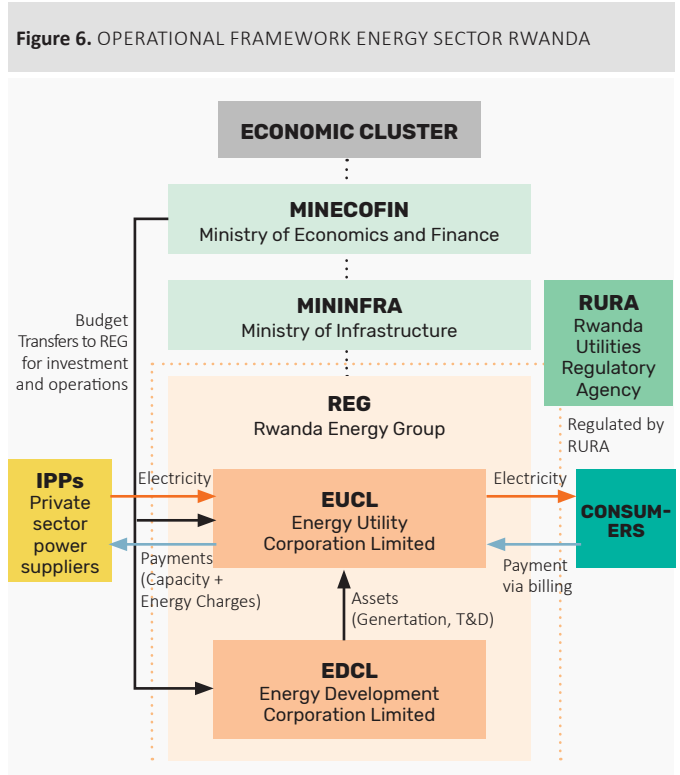 Figure 6. OPERATIONAL FRAMEWORK ENERGY SECTOR RWANDA
ECONOMIC CLUSTER
MINECOFIN
Ministry of Economics and Finance
MININFRA
Ministry of Infrastructure
RURA
Rwanda
Utilities
Regulatory
Agency
Budget
Transfers to REG
for investment
and operations
REG
Rwanda Energy Group
Regulated by
RURA
IPPs
Private
sector
power
suppliers
Electricity
EUCL
Energy Utility
Corporation Limited
Electricity
CONSUM-
ERS
Payments
(Capacity +
Energy Charges)
Payment
via billing
Assets
(Genertation, T&D)
EDCL
Energy Development
Corporation Limited